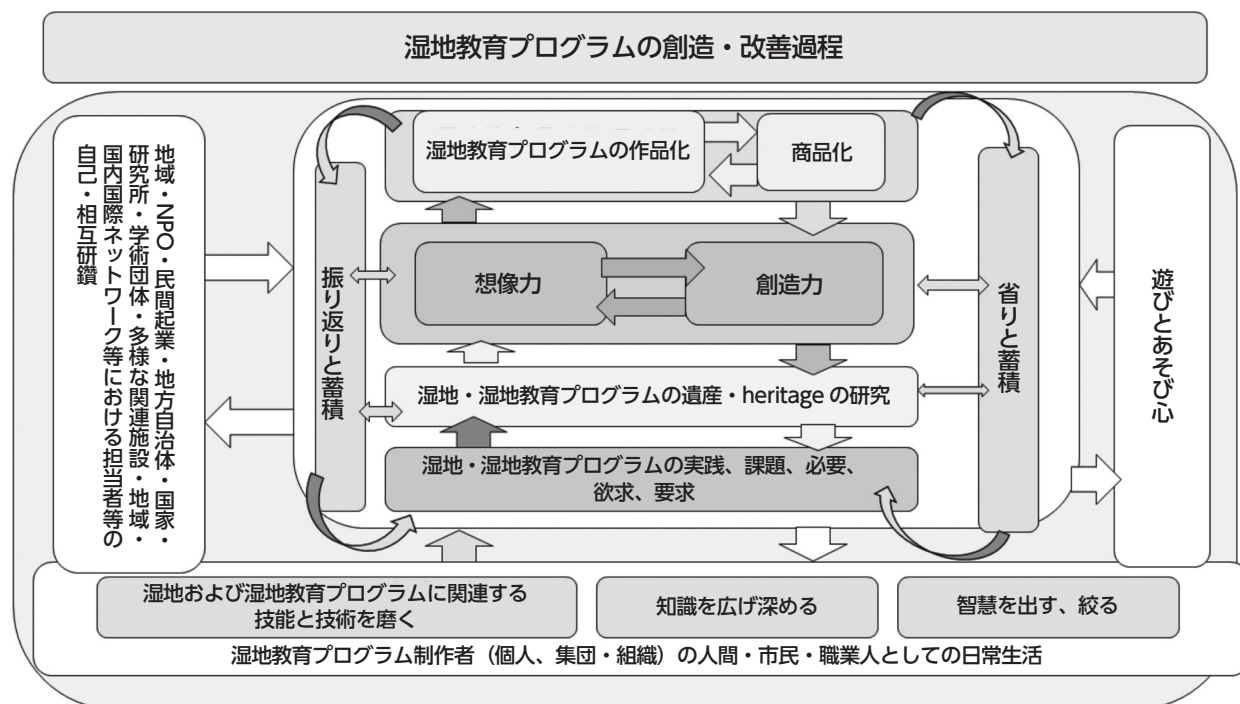 湿地教育プログラムの創造・改善過程
地域・NPO・民間起業・地方自治体・国家・
研究所・学術団体・多様な関連施設・地域・
国内国際ネットワーク等における担当者等の
自己・相互研鑽
振り返りと蓄積
湿地教育プログラムの作品化
商品化
想像力
創造力
湿地・湿地教育プログラムの遺産・heritage の研究
湿地・湿地教育プログラムの実践、課題、必要、
欲求、要求
省りと蓄積
遊びとあそび心
湿地および湿地教育プログラムに関連する
技能と技術を磨く
知識を広げ深める
智慧を出す、絞る
湿地教育プログラム制作者（個人、集団・組織）の人間・市民・職業人としての日常生活